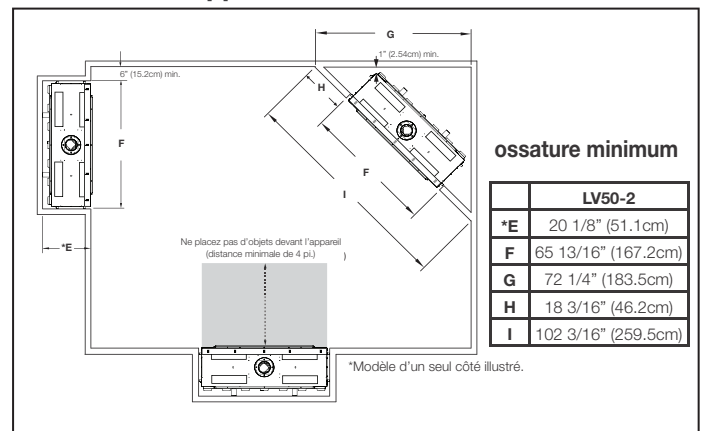 G
1" (2.54cm) min.
6" (15.2cm) min.
H
F
F
I
*E
Ne placez pas d'objets devant l'appareil
(distance minimale de 4 pi.) )
*Modèle d'un seul côté illustré.
ossature minimum
LV50-2
*E 20 1/8" (51.1cm)
F 65 13/16" (167.2cm)
G 72 1/4" (183.5cm)
H 18 3/16" (46.2cm)
I 102 3/16" (259.5cm)